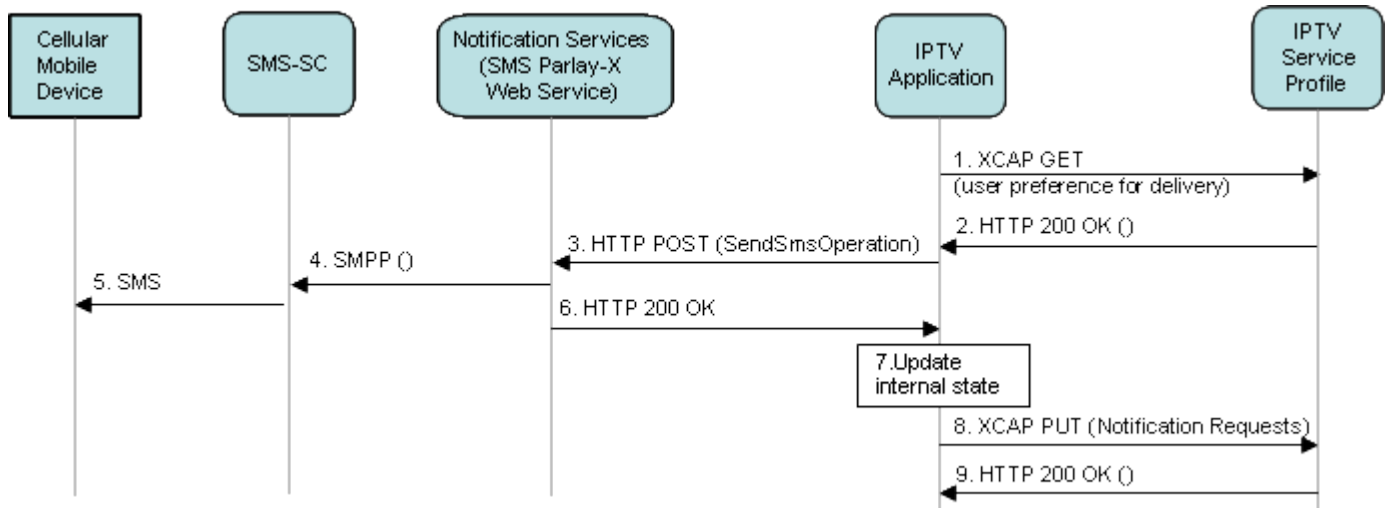 Cellular
Mobile
Device
SMS-SC
Notification Services
(SMS Parlay-X
Web Service)
IPTV
Application
IPTV
Service
Profile
1. XCAP GET
(user preference for delivery)
2. HTTP 200 OK ()
3. HTTP POST (SendSmsOperation)
4. SMPP ()
5. SMS
6. HTTP 200 OK
7.Update
internal state
8. XCAP PUT (Notification Requests)
9. HTTP 200 OK ()